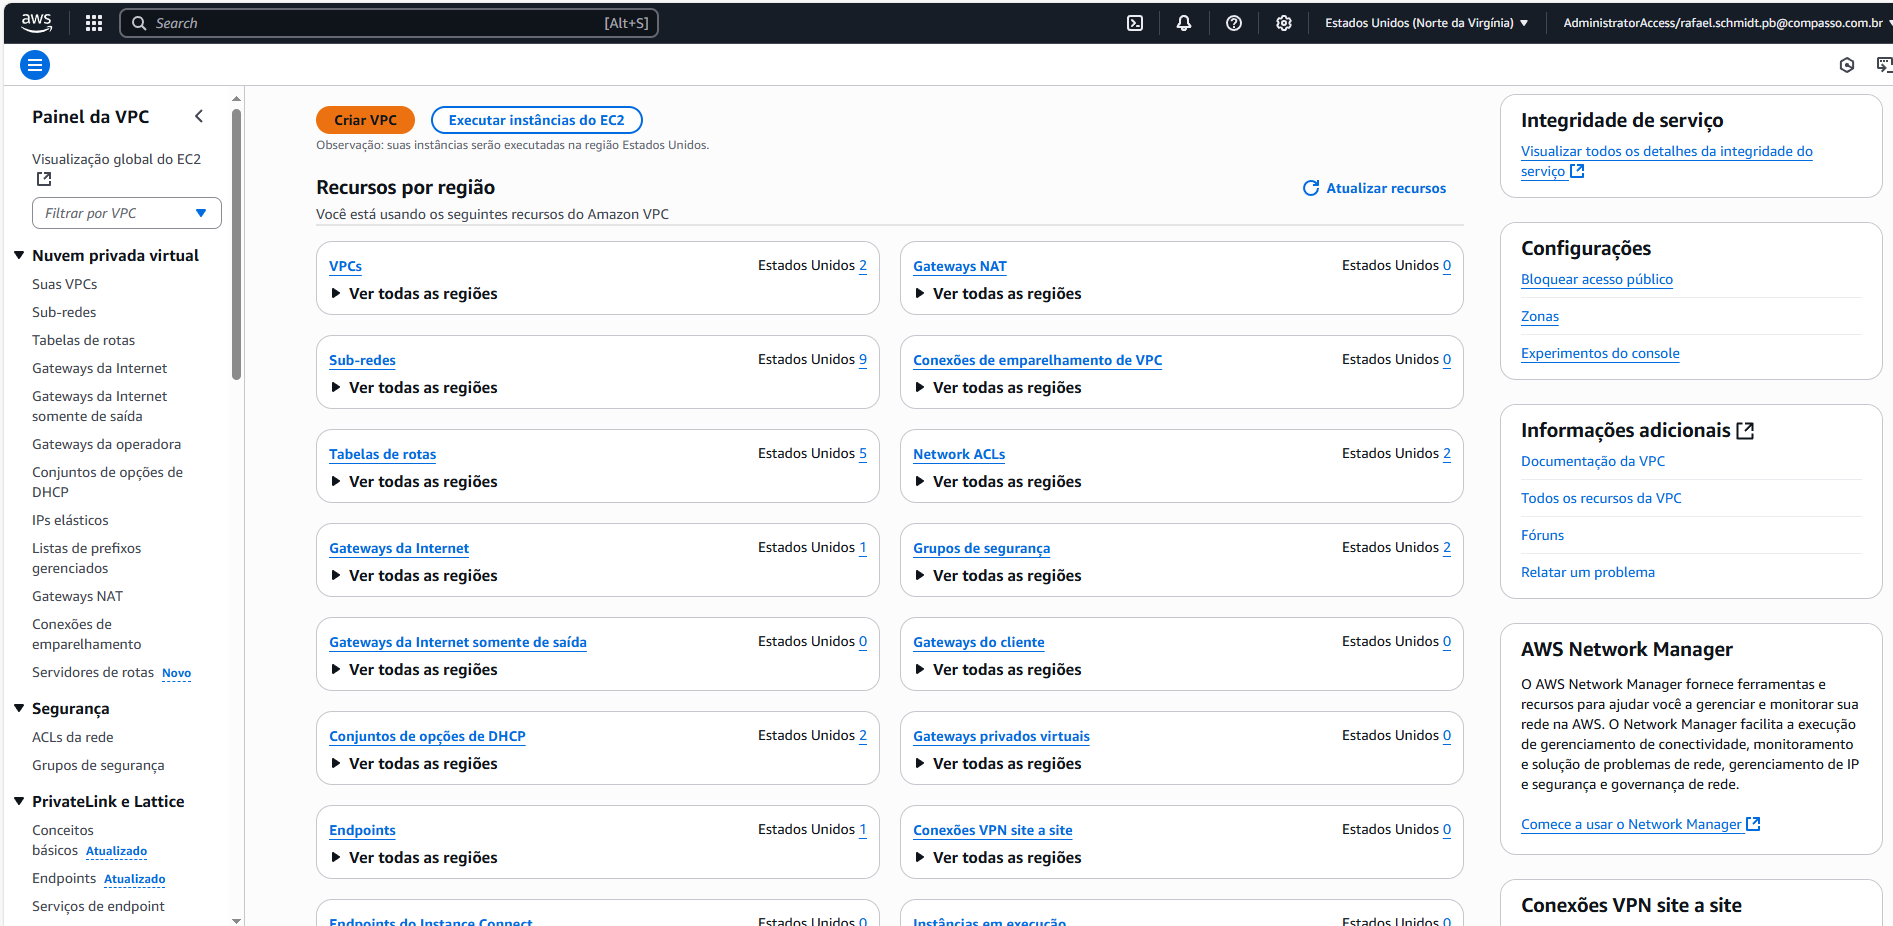 aws
Search
[Alt+S]
Estados Unidos (Norte da Virgínia)
AdministratorAccess/rafael.schmidt.pb@compasso.com.br
Painel da VPC
Visualização global do EC2
Filtrar por VPC
Nuvem privada virtual
Suas VPCs
Sub-redes
Tabelas de rotas
Gateways da Internet
Gateways da Internet
somente de saída
Gateways da operadora
Conjuntos de opções de
DHCP
IPs elásticos
Listas de prefixos
gerenciados
Gateways NAT
Conexões de
emparelhamento
Servidores de rotas Novo
Segurança
ACLs da rede
Grupos de segurança
PrivateLink e Lattice
Conceitos
básicos Atualizado
Endpoints Atualizado
Serviços de endpoint
Criar VPC
Executar instâncias do EC2
Observação: suas instâncias serão executadas na região Estados Unidos.
Recursos por região
Atualizar recursos
Você está usando os seguintes recursos do Amazon VPC
VPCs
Estados Unidos 2
Ver todas as regiões
Gateways NAT
Estados Unidos 0
Ver todas as regiões
Sub-redes
Estados Unidos 9
Ver todas as regiões
Conexões de emparelhamento de VPC
Estados Unidos 0
Ver todas as regiões
Tabelas de rotas
Estados Unidos 5
Ver todas as regiões
Network ACLs
Estados Unidos 2
Ver todas as regiões
Gateways da Internet
Estados Unidos 1
Ver todas as regiões
Grupos de segurança
Estados Unidos 2
Ver todas as regiões
Gateways da Internet somente de saída
Estados Unidos 0
Ver todas as regiões
Gateways do cliente
Estados Unidos 0
Ver todas as regiões
Conjuntos de opções de DHCP
Estados Unidos 2
Ver todas as regiões
Gateways privados virtuais
Estados Unidos 0
Ver todas as regiões
Endpoints
Estados Unidos 1
Ver todas as regiões
Conexões VPN site a site
Estados Unidos 0
Ver todas as regiões
Endpoints do Instance Connect
Estados Unidos 0
Instâncias em execução
Estados Unidos 0
Integridade de serviço
Visualizar todos os detalhes da integridade do
serviço
Configurações
Bloquear acesso público
Zonas
Experimentos do console
Informações adicionais
Documentação da VPC
Todos os recursos da VPC
Fóruns
Relatar um problema
AWS Network Manager
O AWS Network Manager fornece ferramentas e
recursos para ajudar você a gerenciar e monitorar sua
rede na AWS. O Network Manager facilita a execução
de gerenciamento de conectividade, monitoramento
e solução de problemas de rede, gerenciamento de IP
e segurança e governança de rede.
Comece a usar o Network Manager
Conexões VPN site a site